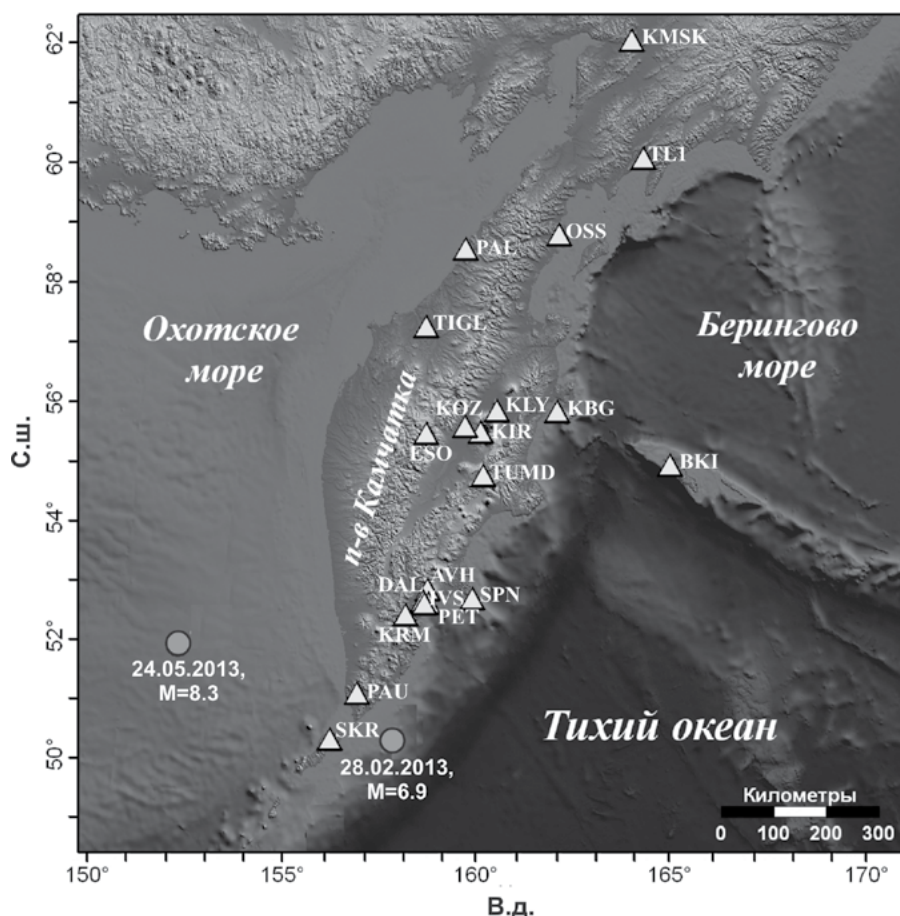 62°
60°
58°
56°
54°
52°
50°
С.ш.
KMSK
TL1
OSS
PAL
TIGL
Охотское
море
Берингово
море
п-в Камчатка
KOZ
KLY
KBG
KIR
ESO
BKI
TUMD
DAL
AVH
IVS
SPN
PET
KRM
24.05.2013,
M=8.3
PAU
SKR
28.02.2013,
M=6.9
Тихий океан
Километры
0 100 200 300
150° 155° 160° 165° 170°
В.д.